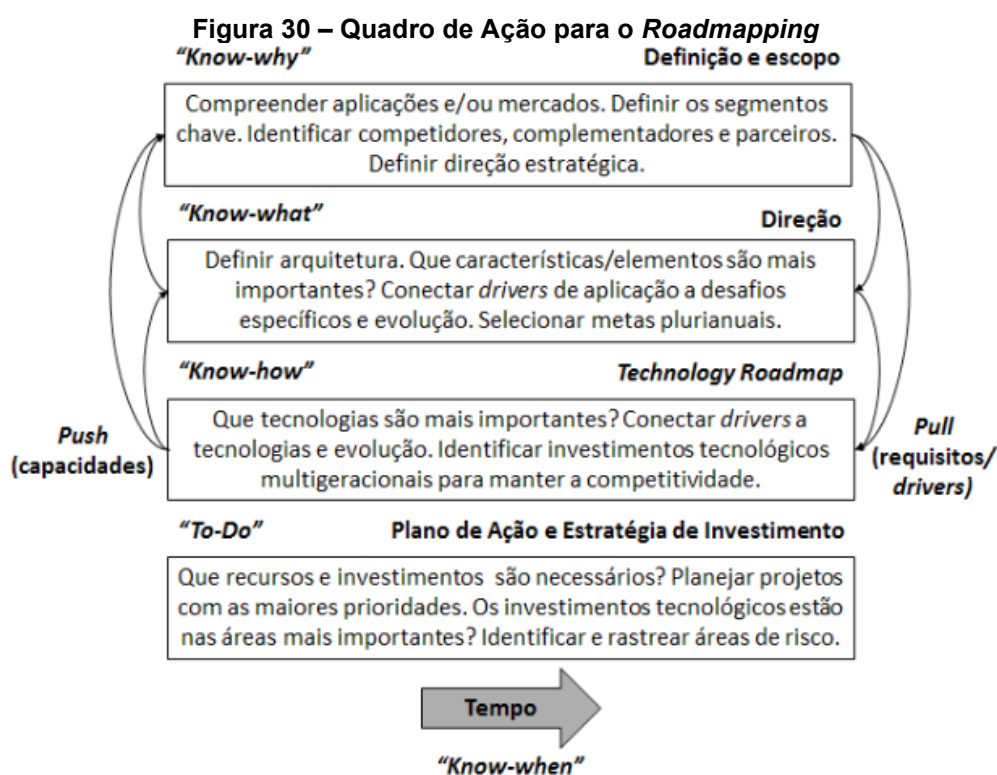 Figura 30 – Quadro de Ação para o Roadmapping
“Know-why” Definição e escopo
Compreender aplicações e/ou mercados. Definir os segmentos
chave. Identificar competidores, complementadores e parceiros.
Definir direção estratégica.
“Know-what” Direção
Definir arquitetura. Que características/elementos são mais
importantes? Conectar drivers de aplicação a desafios
específicos e evolução. Selecionar metas plurianuais.
“Know-how” Technology Roadmap
Que tecnologias são mais importantes? Conectar drivers a
tecnologias e evolução. Identificar investimentos tecnológicos
multigeracionais para manter a competitividade.
Push
(capacidades)
Pull
(requisitos/
drivers)
“To-Do” Plano de Ação e Estratégia de Investimento
Que recursos e investimentos são necessários? Planejar projetos
com as maiores prioridades. Os investimentos tecnológicos estão
nas áreas mais importantes? Identificar e rastrear áreas de risco.
Tempo
“Know-when”